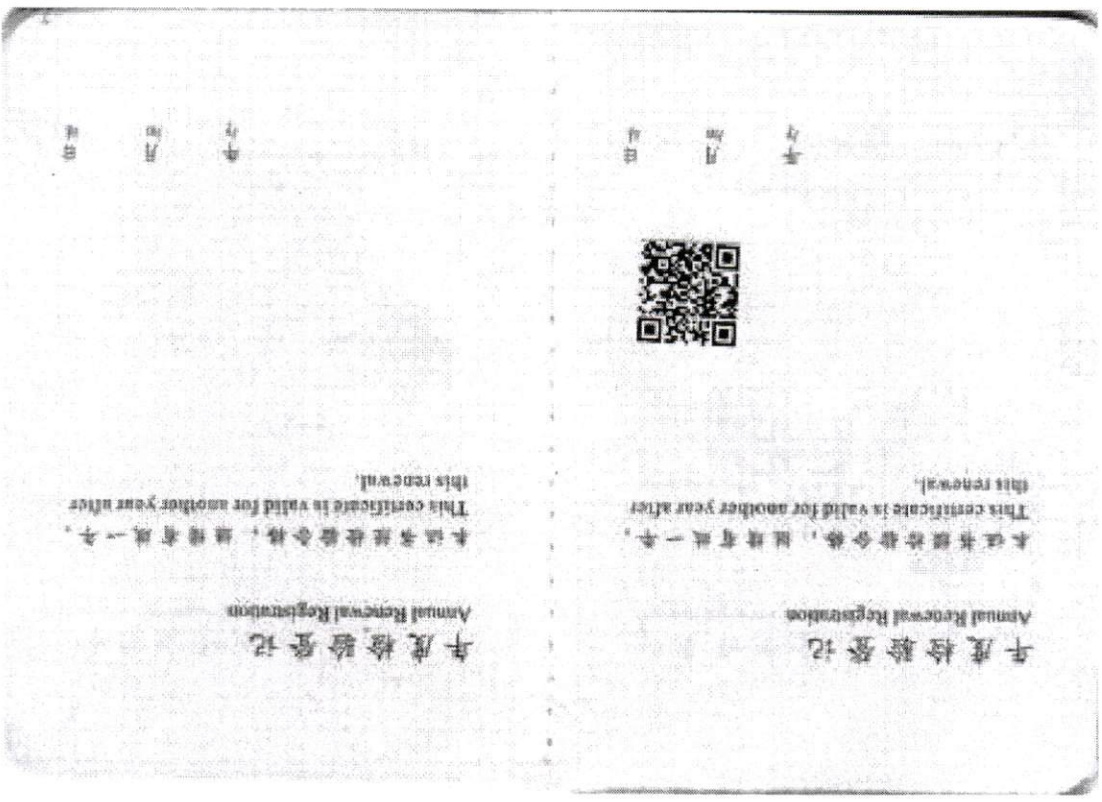 年度检验登记
Annual Renewal Registration
本证书经检验合格，继续有效一年。
This certificate is valid for another year after
this renewal.
年 /y 月 /m 日 /d
年度检验登记
Annual Renewal Registration
本证书经检验合格，继续有效一年。
This certificate is valid for another year after
this renewal.
年 /y 月 /m 日 /d